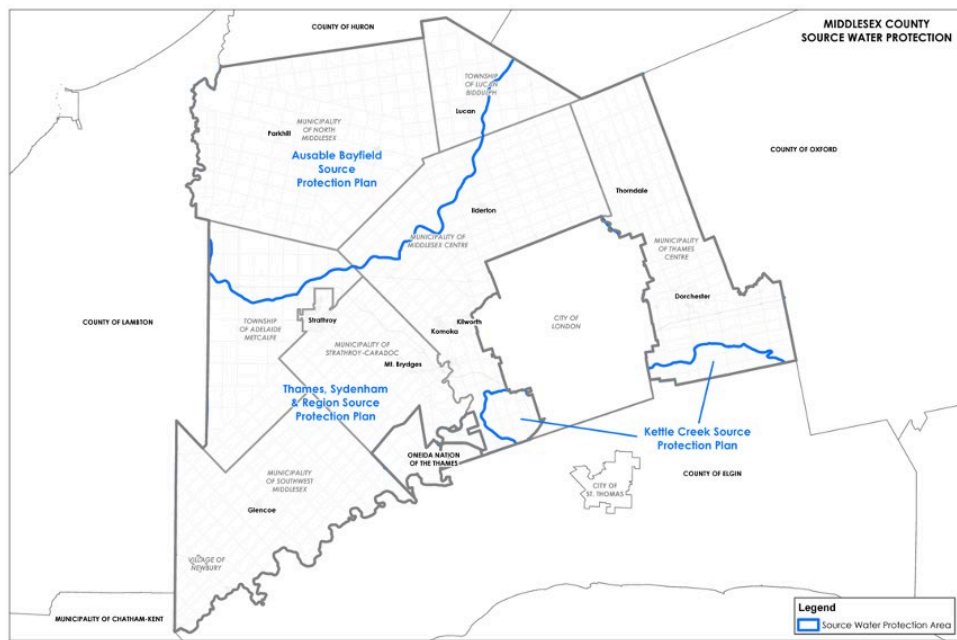 COUNTY OF HURON
MIDDLESEX COUNTY
SOURCE WATER PROTECTION
TOWNSHIP
OF LUCAN
BIDDULPH
Lucan
MUNICIPALITY
OF NORTH
MIDDLESEX
Parkhill
Ausable Bayfield
Source
Protection Plan
COUNTY OF OXFORD
Thorndale
Ilderton
MUNICIPALITY OF
MIDDLESEX CENTRE
MUNICIPALITY
OF THAMES
CENTRE
Dorchester
COUNTY OF LAMBTON
TOWNSHIP
OF ADELAIDE
METCALFE
Strathroy
Kilworth
Komoka
CITY OF
LONDON
MUNICIPALITY OF
STRATHROY-CARADOC
Mt. Brydges
Thames, Sydenham
& Region Source
Protection Plan
Kettle Creek Source
Protection Plan
ONEIDA NATION
OF THE THAMES
COUNTY OF ELGIN
CITY OF
ST. THOMAS
MUNICIPALITY
OF SOUTHWEST
MIDDLESEX
Glencoe
VILLAGE OF
NEWBURY
MUNICIPALITY OF CHATHAM-KENT
Legend
Source Water Protection Area